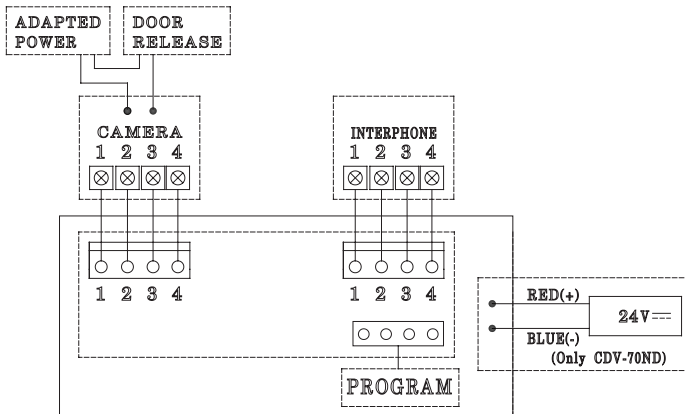 ADAPTED
POWER
DOOR
RELEASE
CAMERA
1 2 3 4
INTERPHONE
1 2 3 4
1 2 3 4
1 2 3 4
RED(+)
24V
BLUE(-)
(Only CDV-70ND)
PROGRAM